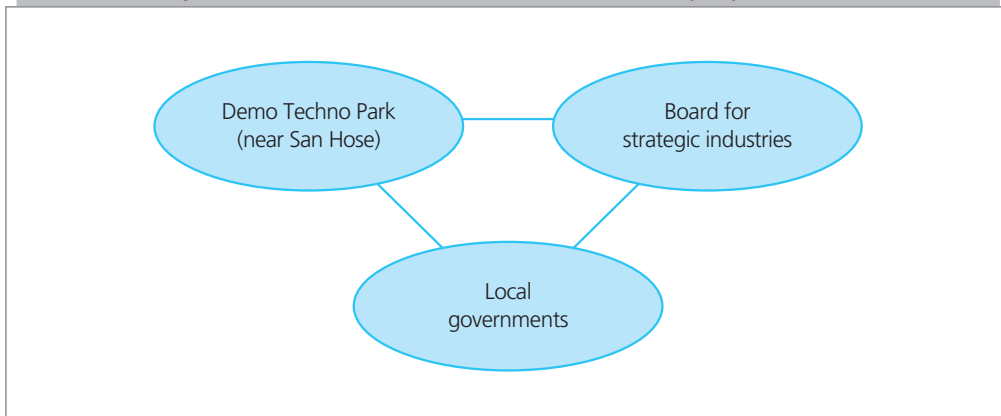 Demo Techno Park
(near San Hose)
Board for
strategic industries
Local
governments